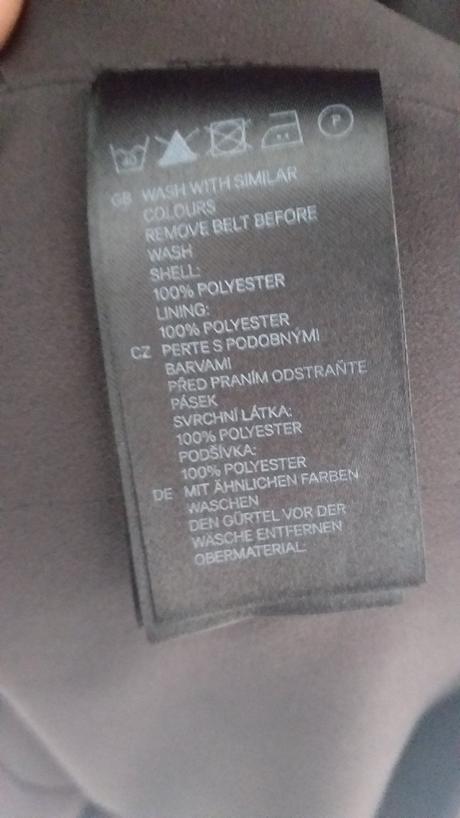 40
P
GB WASH WITH SIMILAR
COLOURS
REMOVE BELT BEFORE
WASH
SHELL:
100% POLYESTER
LINING:
100% POLYESTER
CZ PERTE S PODOBNÝMI
BARVAMI
PŘED PRANÍM ODSTRAŇTE
PÁSEK
SVRCHNÍ LÁTKA:
100% POLYESTER
PODŠÍVKA:
100% POLYESTER
DE MIT ÄHNLICHEN FARBEN
WASCHEN
DEN GÜRTEL VOR DER
WÄSCHE ENTFERNEN
OBERMATERIAL: